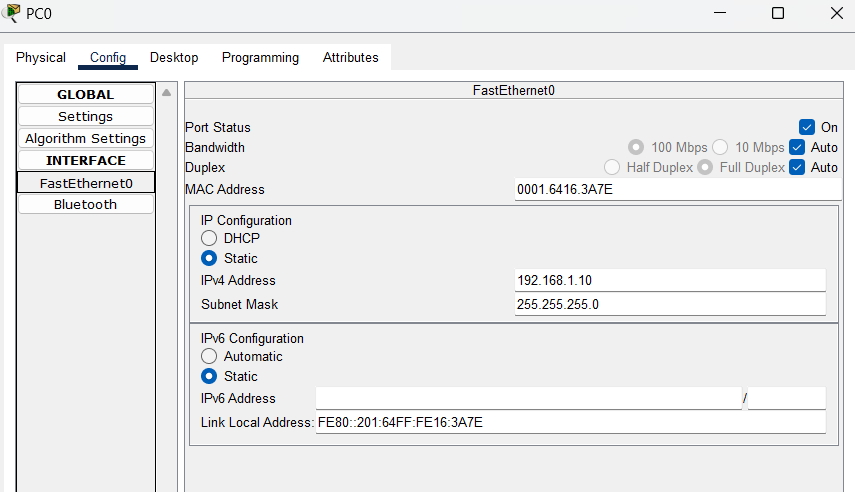 PC0
Physical Config Desktop Programming Attributes
GLOBAL
Settings
Algorithm Settings
INTERFACE
FastEthernet0
Bluetooth
FastEthernet0
Port Status On
Bandwidth 100 Mbps 10 Mbps Auto
Duplex Half Duplex Full Duplex Auto
MAC Address 0001.6416.3A7E
IP Configuration
DHCP
Static
IPv4 Address 192.168.1.10
Subnet Mask 255.255.255.0
IPv6 Configuration
Automatic
Static
IPv6 Address /
Link Local Address: FE80::201:64FF:FE16:3A7E